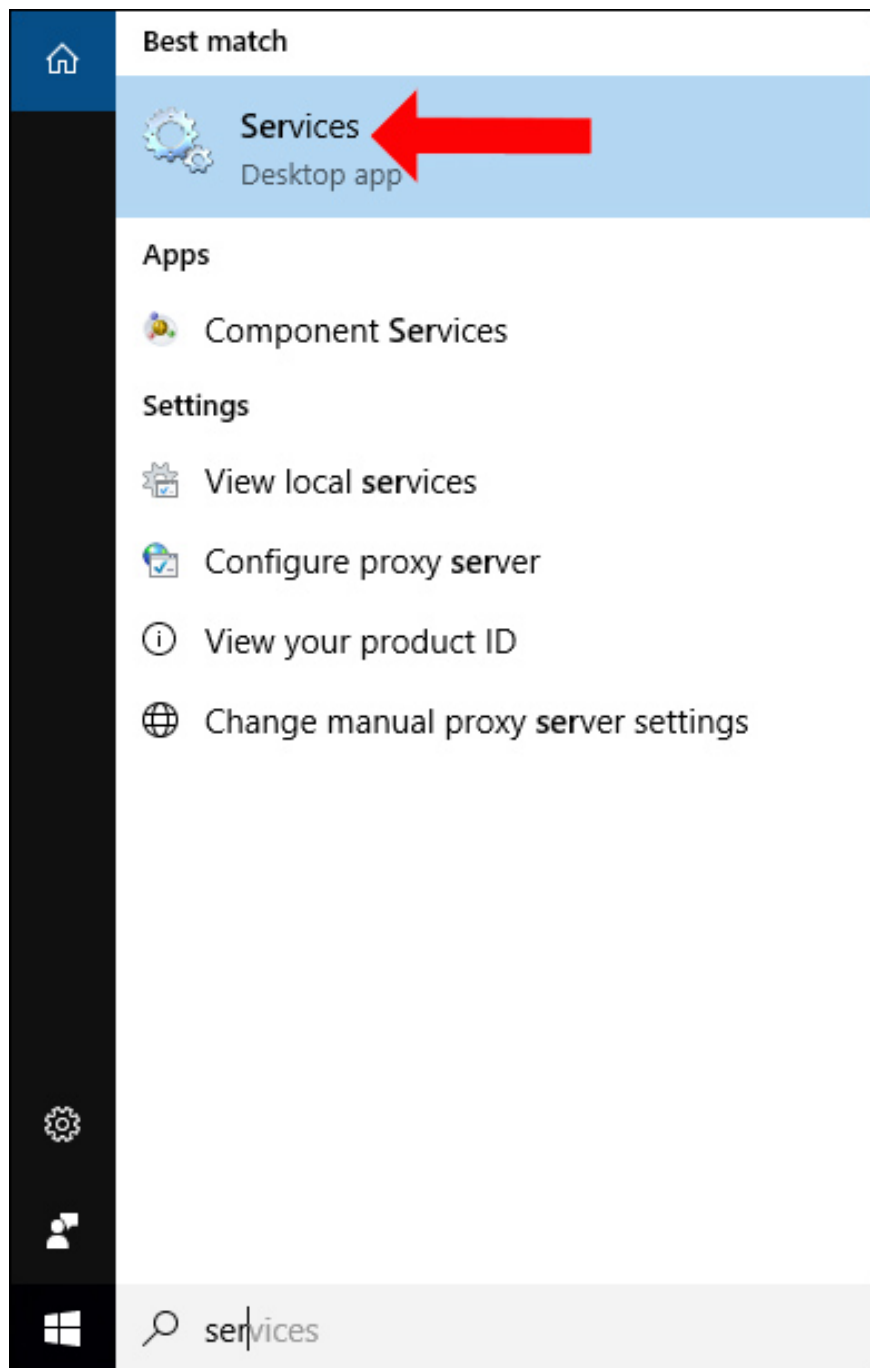 Best match
Services
Desktop app
Apps
Component Services
Settings
View local services
Configure proxy server
View your product ID
Change manual proxy server settings
services